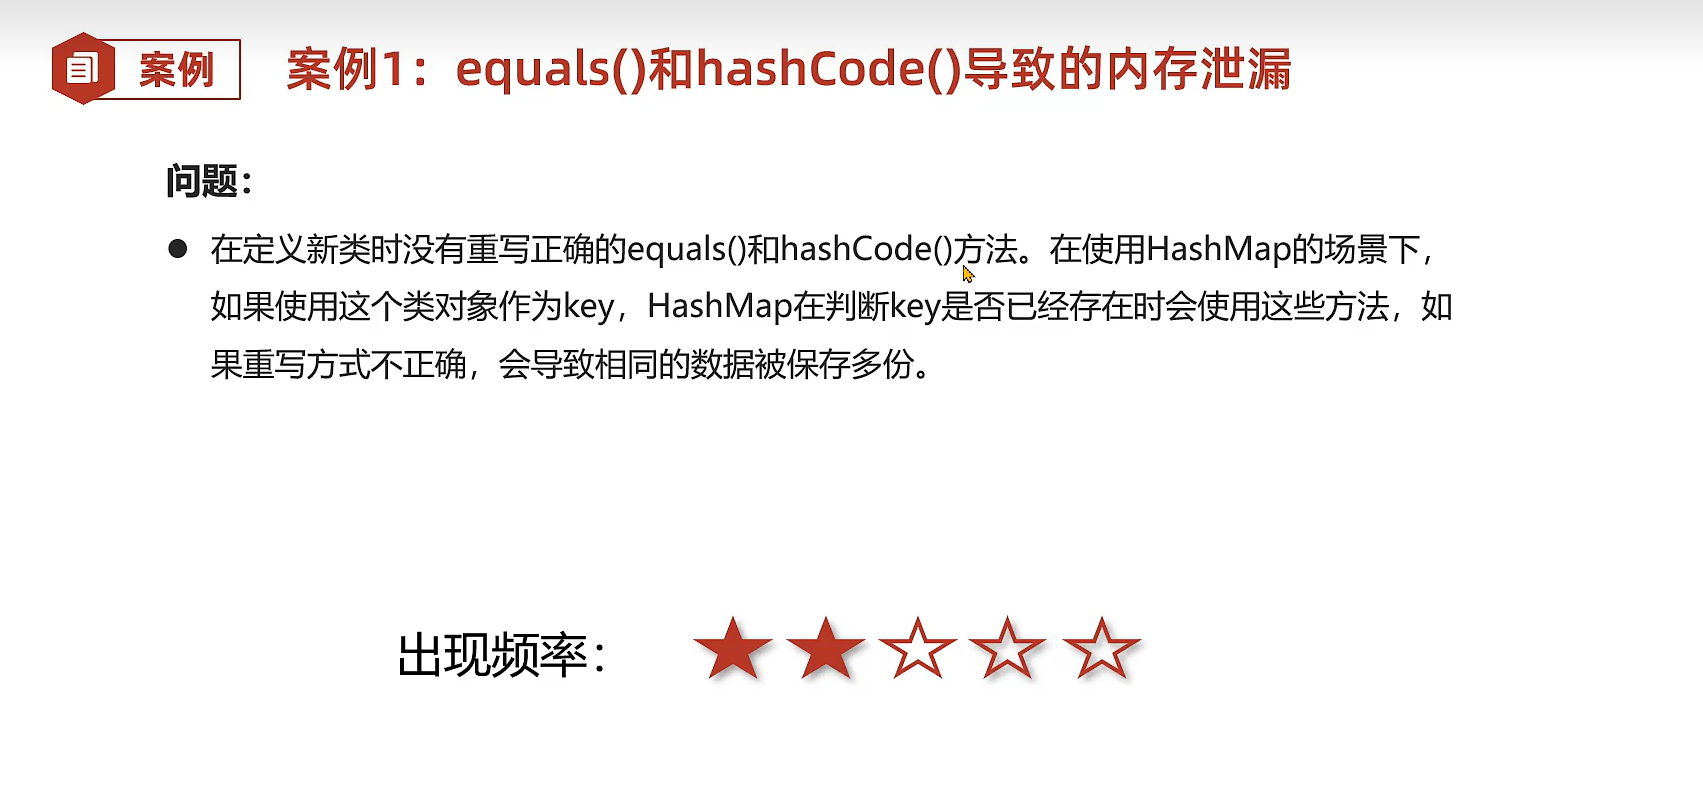 案例
案例1：equals()和hashCode()导致的内存泄漏
问题：
● 在定义新类时没有重写正确的equals()和hashCode()方法。在使用HashMap的场景下，
如果使用这个类对象作为key，HashMap在判断key是否已经存在时会使用这些方法，如
果重写方式不正确，会导致相同的数据被保存多份。
出现频率：